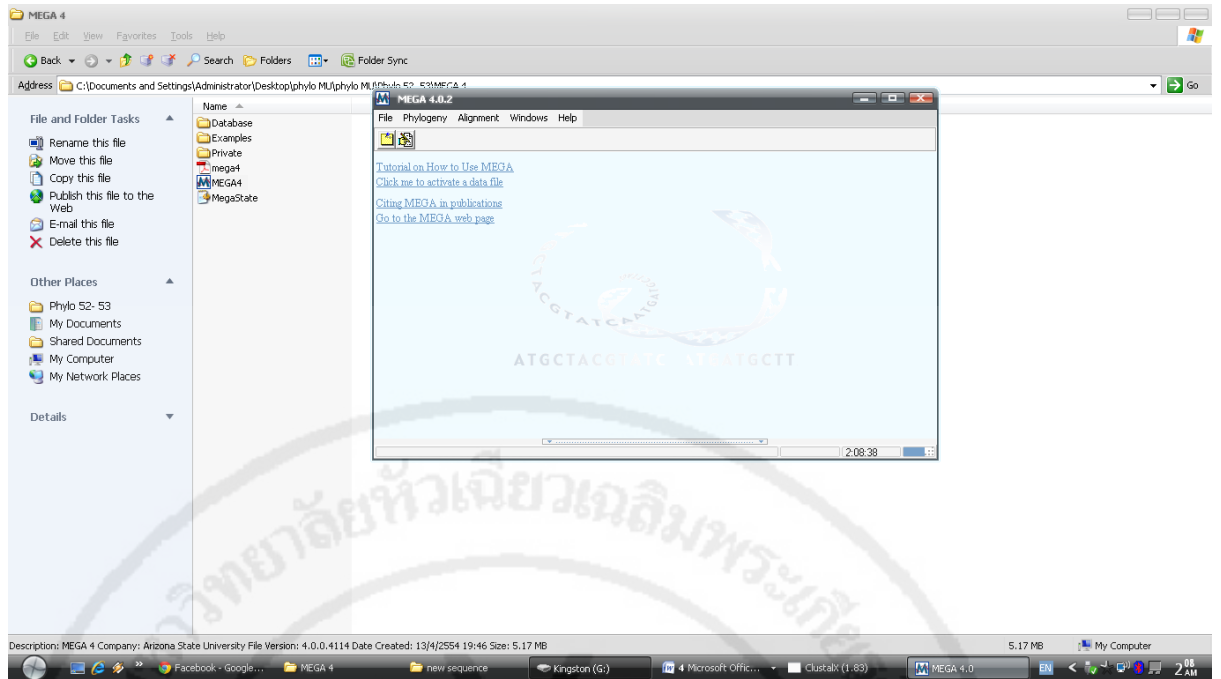 MEGA 4
File Edit View Favorites Tools Help
Back Search Folders Folder Sync
Address C:\Documents and Settings\Administrator\Desktop\phylo MU\phylo MU\Phylo 52- 53\MEGA 4 Go
File and Folder Tasks
Rename this file
Move this file
Copy this file
Publish this file to the
Web
E-mail this file
Delete this file
Other Places
Phylo 52- 53
My Documents
Shared Documents
My Computer
My Network Places
Details
Name
Database
Examples
Private
mega4
MEGA4
MegaState
MEGA 4.0.2
File Phylogeny Alignment Windows Help
Tutorial on How to Use MEGA
Click me to activate a data file
Citing MEGA in publications
Go to the MEGA web page
2:08:38
Description: MEGA 4 Company: Arizona State University File Version: 4.0.0.4114 Date Created: 13/4/2554 19:46 Size: 5.17 MB 5.17 MB My Computer
Facebook - Google... MEGA 4 new sequence Kingston (G:) 4 Microsoft Offic... ClustalX (1.83) MEGA 4.0 EN 2 08 AM